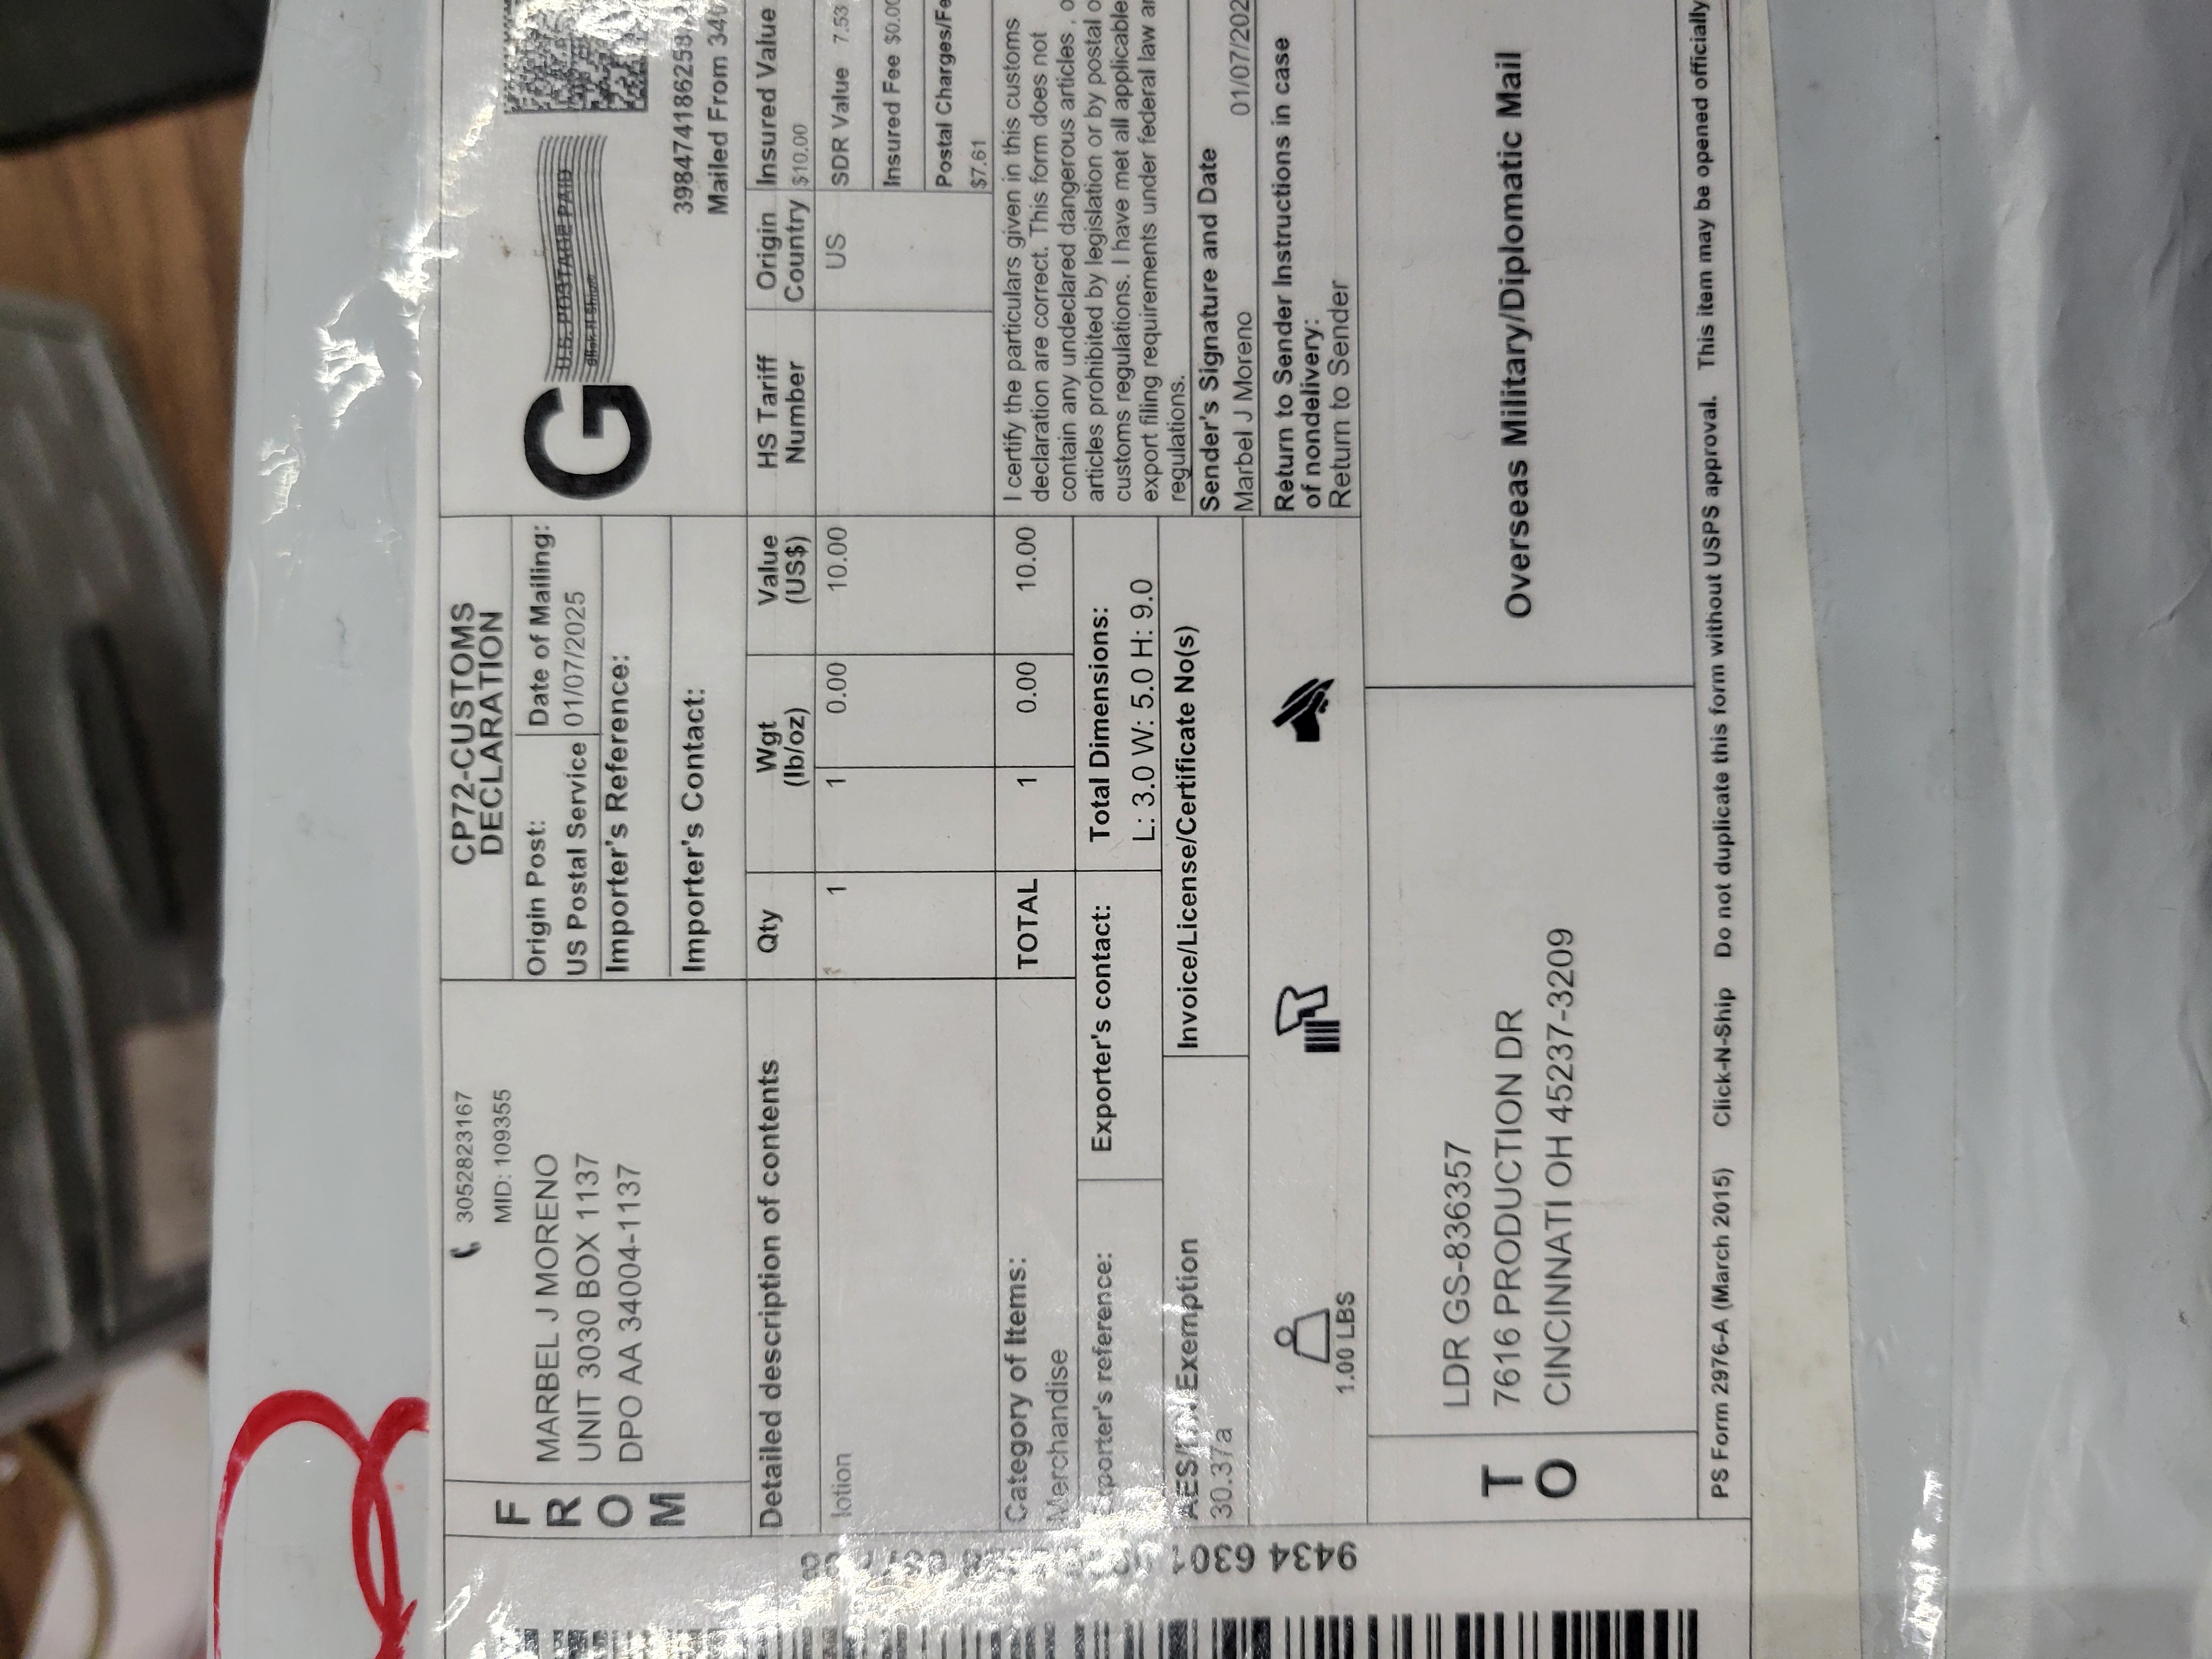 F
R
O
M
3052823167
MID: 109355
MARBEL J MORENO
UNIT 3030 BOX 1137
DPO AA 34004-1137
CP72-CUSTOMS
DECLARATION
Origin Post:
US Postal Service
Date of Mailing:
01/07/2025
Importer's Reference:
Importer's Contact:
G
U.S. POSTAGE PAID
Click-N-Ship®
Mailed From
Detailed description of contents
Qty
Wgt
(lb/oz)
Value
(US$)
HS Tariff
Number
Origin
Country
Insured Value
$10.00
lotion
1
1
0.00
10.00
US
SDR Value 7.53
Insured Fee
Postal Charges/
$7.61
Category of Items:
Merchandise
TOTAL
1
0.00
10.00
I certify the particulars given in this customs
declaration are correct. This form does not
contain any undeclared dangerous articles ,
articles prohibited by legislation or by postal
customs regulations. I have met all applicable
export filing requirements under federal law
regulations.
reference:
Exporter's contact:
Total Dimensions:
L: 3.0 W: 5.0 H: 9.0
Exemption
30.37a
Invoice/License/Certificate No(s)
Sender's Signature and Date
Marbel J Moreno
01/07/202
Return to Sender Instructions in case
of nondelivery:
Return to Sender
1.00 LBS
T
O
LDR GS-836357
7616 PRODUCTION DR
CINCINNATI OH 45237-3209
Overseas Military/Diplomatic Mail
PS Form 2976-A (March 2015) Click-N-Ship Do not duplicate this form without USPS approval. This item may be opened officially
9434